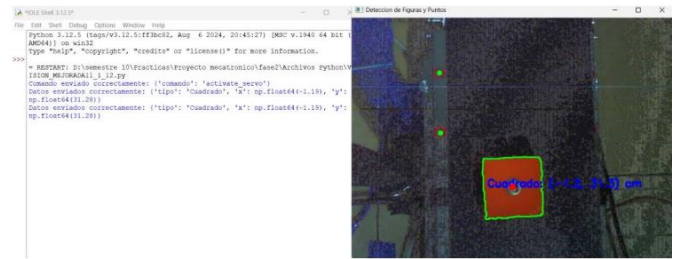 *IDLE Shell 3.12.5*
File Edit Shell Debug Options Window Help
Python 3.12.5 (tags/v3.12.5:ff3bc82, Aug 6 2024, 20:45:27) [MSC v.1940 64 bit (
AMD64)] on win32
Type "help", "copyright", "credits" or "license()" for more information.
>>>
= RESTART: D:\semestre 10\Practicas\Proyecto mecatronico\fase2\Archivos Python\V
ISION_MEJORADA11_1_12.py
Comando enviado correctamente: {'comando': 'activate_servo'}
Datos enviados correctamente: {'tipo': 'Cuadrado', 'x': np.float64(-1.19), 'y':
np.float64(31.28)}
Datos enviados correctamente: {'tipo': 'Cuadrado', 'x': np.float64(-1.19), 'y':
np.float64(31.28)}
Deteccion de Figuras y Puntos
Cuadrado: cm